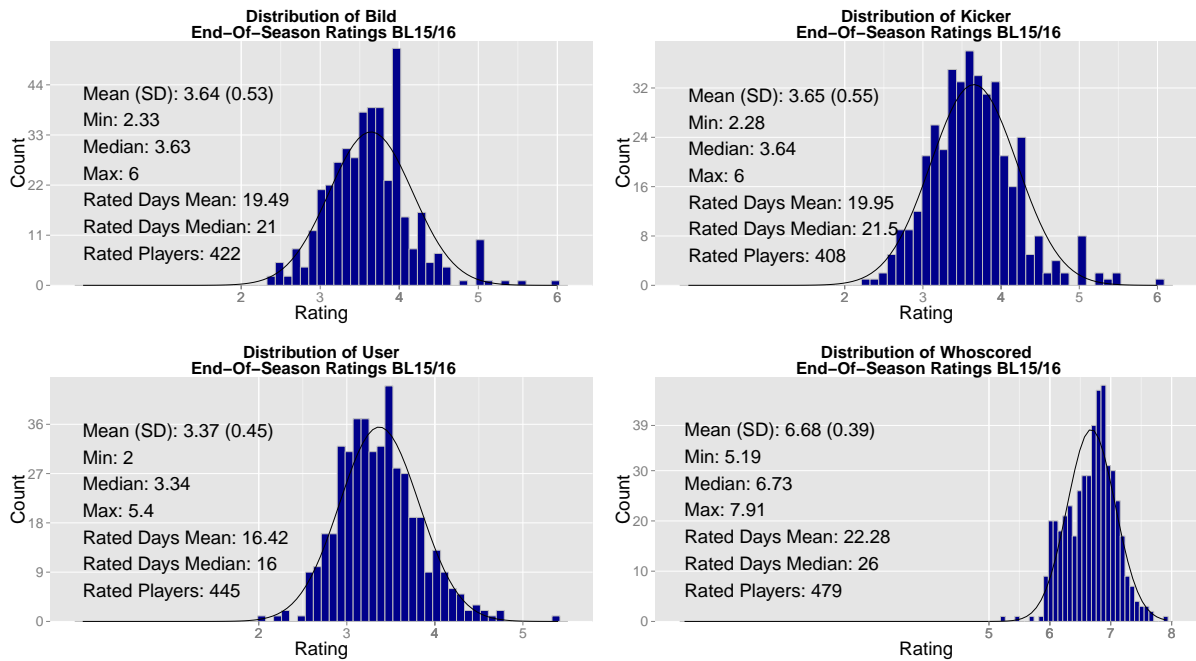 Distribution of Bild
End−Of−Season Ratings BL15/16
Mean (SD): 3.64 (0.53)
Min: 2.33
Median: 3.63
Max: 6
Rated Days Mean: 19.49
Rated Days Median: 21
Rated Players: 422
44
33
22
11
0
Count
2 3 4 5 6
Rating
Distribution of Kicker
End−Of−Season Ratings BL15/16
Mean (SD): 3.65 (0.55)
Min: 2.28
Median: 3.64
Max: 6
Rated Days Mean: 19.95
Rated Days Median: 21.5
Rated Players: 408
32
24
16
8
0
Count
2 3 4 5 6
Rating
Distribution of User
End−Of−Season Ratings BL15/16
Mean (SD): 3.37 (0.45)
Min: 2
Median: 3.34
Max: 5.4
Rated Days Mean: 16.42
Rated Days Median: 16
Rated Players: 445
36
27
18
9
0
Count
2 3 4 5
Rating
Distribution of Whoscored
End−Of−Season Ratings BL15/16
Mean (SD): 6.68 (0.39)
Min: 5.19
Median: 6.73
Max: 7.91
Rated Days Mean: 22.28
Rated Days Median: 26
Rated Players: 479
39
30
20
10
0
Count
5 6 7 8
Rating